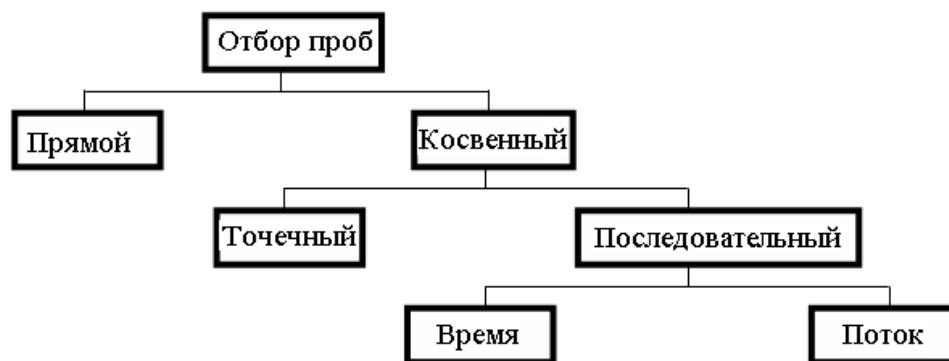 Отбор проб
Прямой
Косвенный
Точечный
Последовательный
Время
Поток